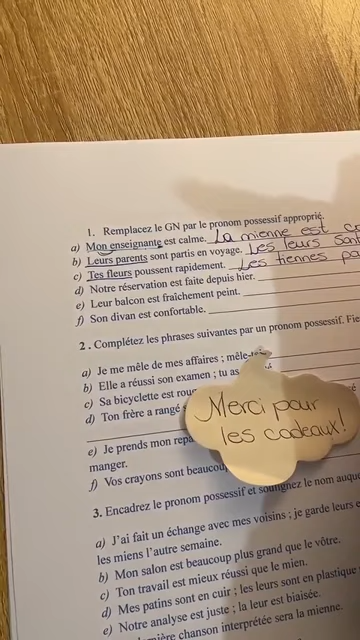 1. Remplacez le GN par le pronom possessif approprié.
a) Mon enseignante est calme. La mienne est
b) Leurs parents sont partis en voyage. Les leurs sont
c) Tes fleurs poussent rapidement. Les tiennes
d) Notre réservation est faite depuis hier.
e) Leur balcon est fraîchement peint.
f) Son divan est confortable.
2. Complétez les phrases suivantes par un pronom possessif.
a) Je me mêle de mes affaires ; mêle-toi
b) Elle a réussi son examen ; tu as
c) Sa bicyclette est
d) Ton frère a rangé
e) Je prends mon
manger.
f) Vos crayons sont
Merci pour
les cadeaux!
3. Encadrez le pronom possessif et soulignez le nom
a) J'ai fait un échange avec mes voisins ; je garde leurs
les miens l'autre semaine.
b) Mon salon est beaucoup plus grand que le vôtre.
c) Ton travail est mieux réussi que le mien.
d) Mes patins sont en cuir ; les leurs sont en plastique
e) Notre analyse est juste ; la leur est biaisée.
chanson interprétée sera la mienne.